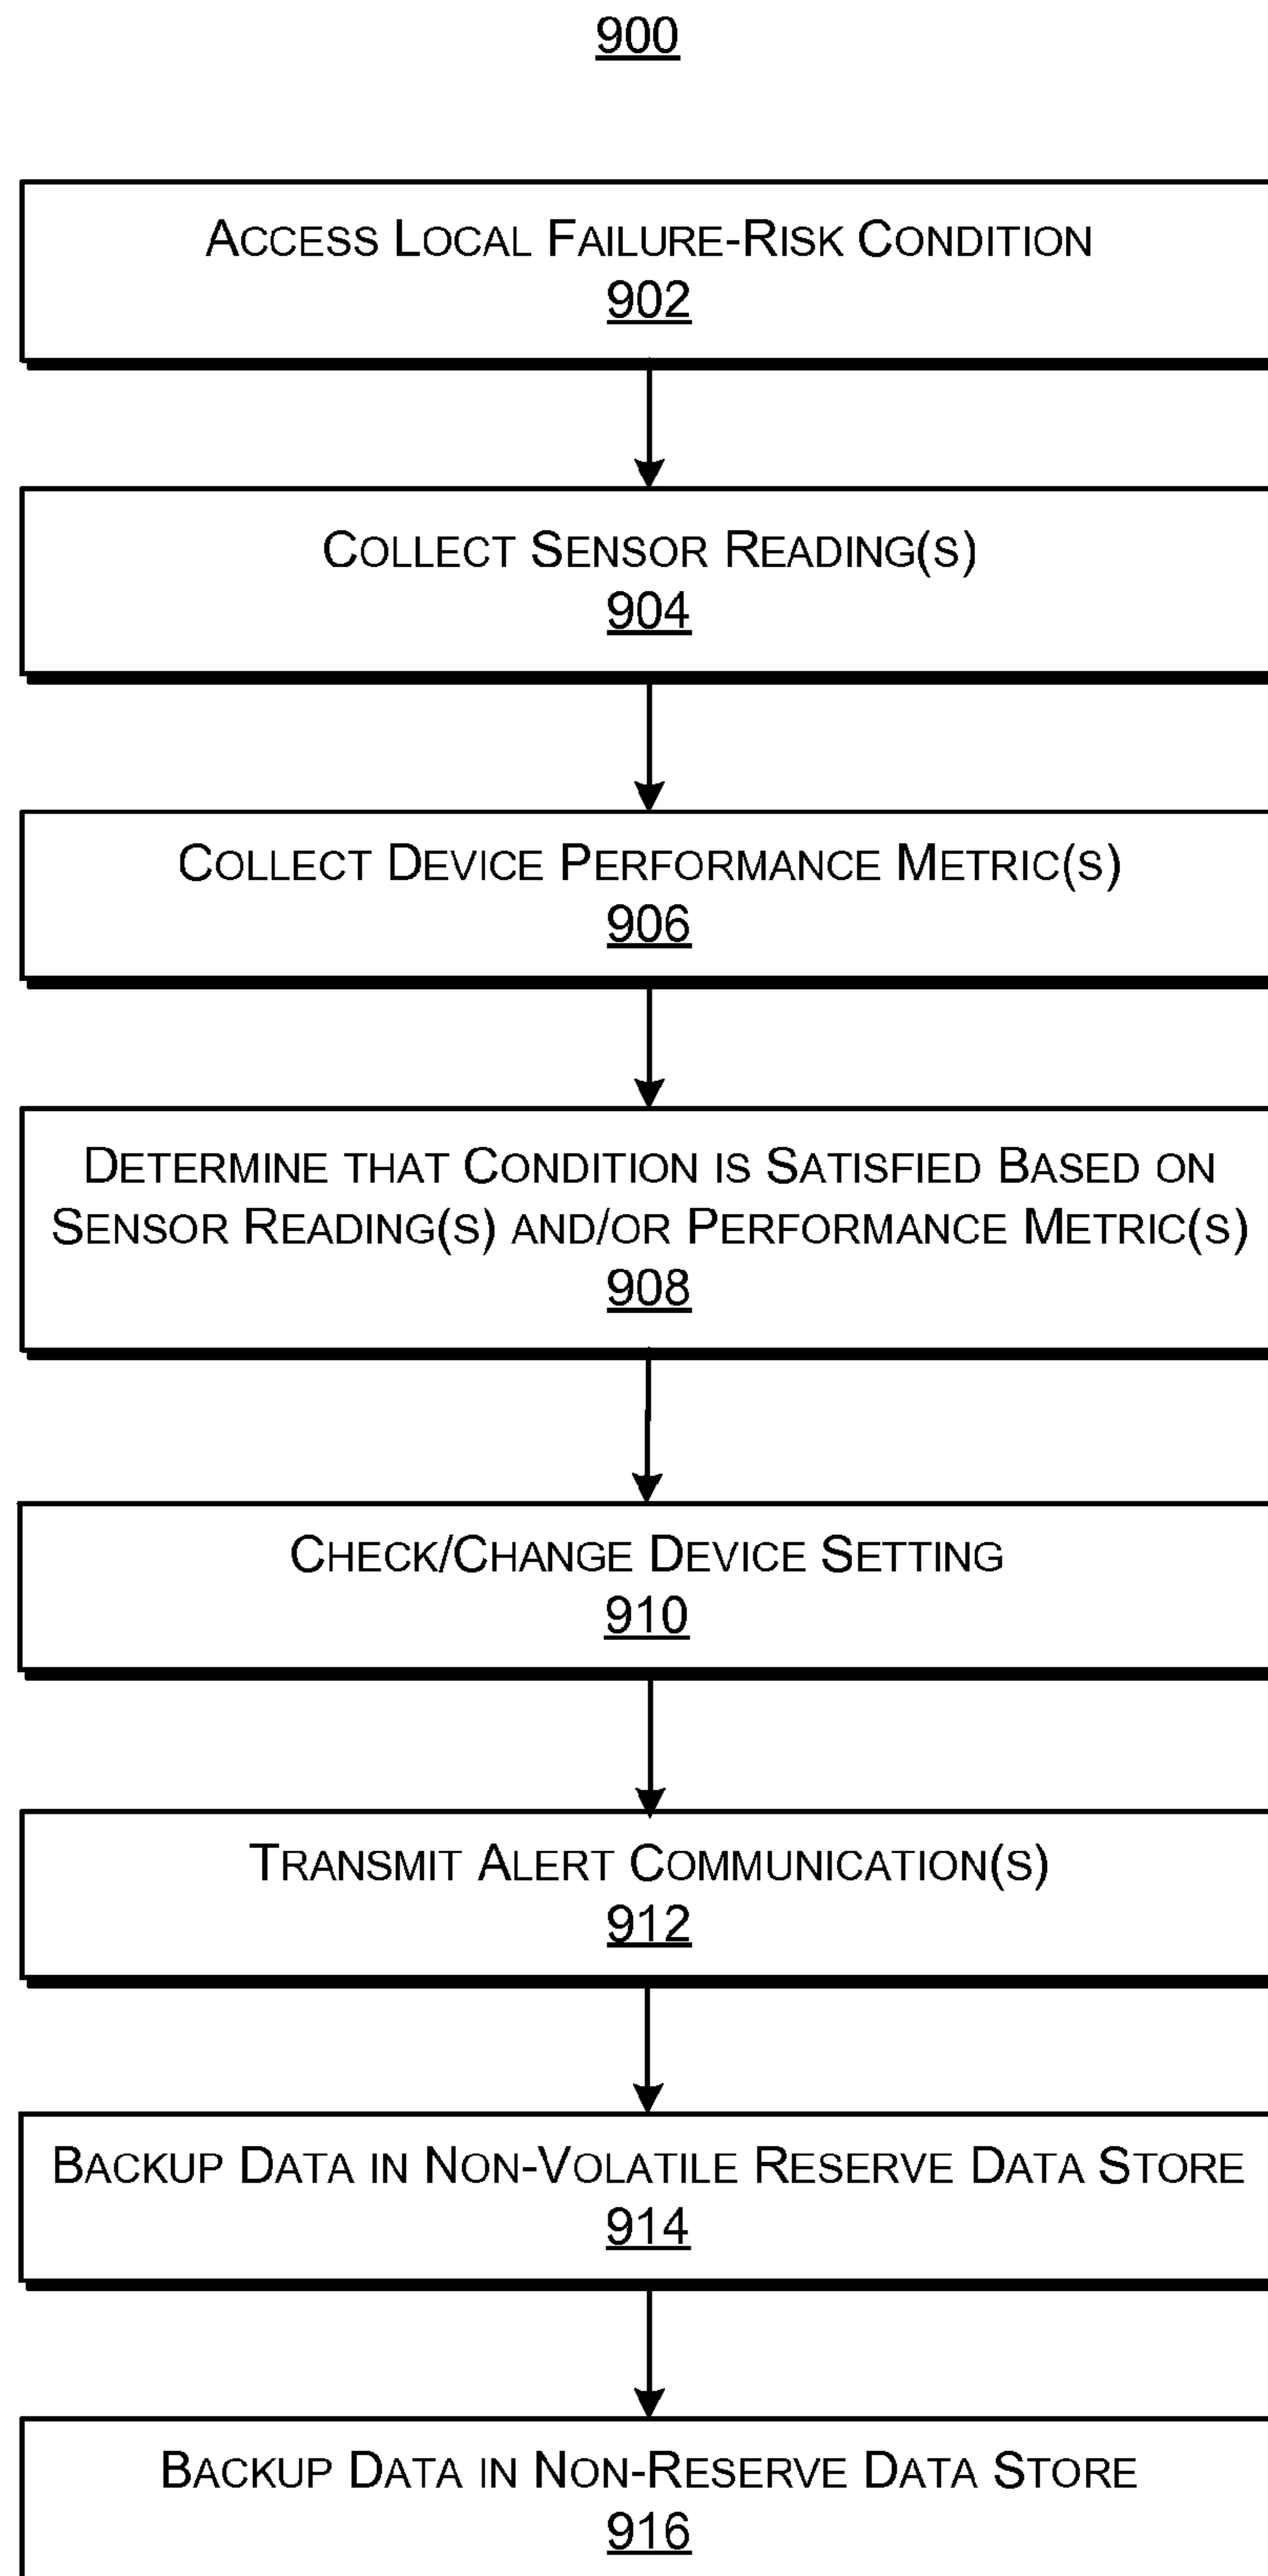 900
ACCESS LOCAL FAILURE-RISK CONDITION
902
COLLECT SENSOR READING(S)
904
COLLECT DEVICE PERFORMANCE METRIC(S)
906
DETERMINE THAT CONDITION IS SATISFIED BASED ON
SENSOR READING(S) AND/OR PERFORMANCE METRIC(S)
908
CHECK/CHANGE DEVICE SETTING
910
TRANSMIT ALERT COMMUNICATION(S)
912
BACKUP DATA IN NON-VOLATILE RESERVE DATA STORE
914
BACKUP DATA IN NON-RESERVE DATA STORE
916